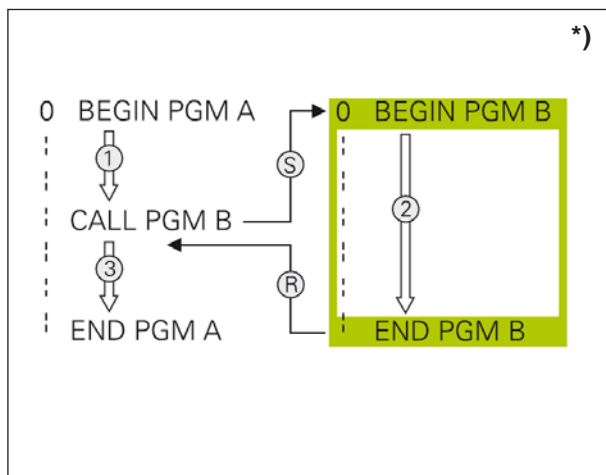 *)
0 BEGIN PGM A
1
CALL PGM B
3
END PGM A
S
R
0 BEGIN PGM B
2
END PGM B